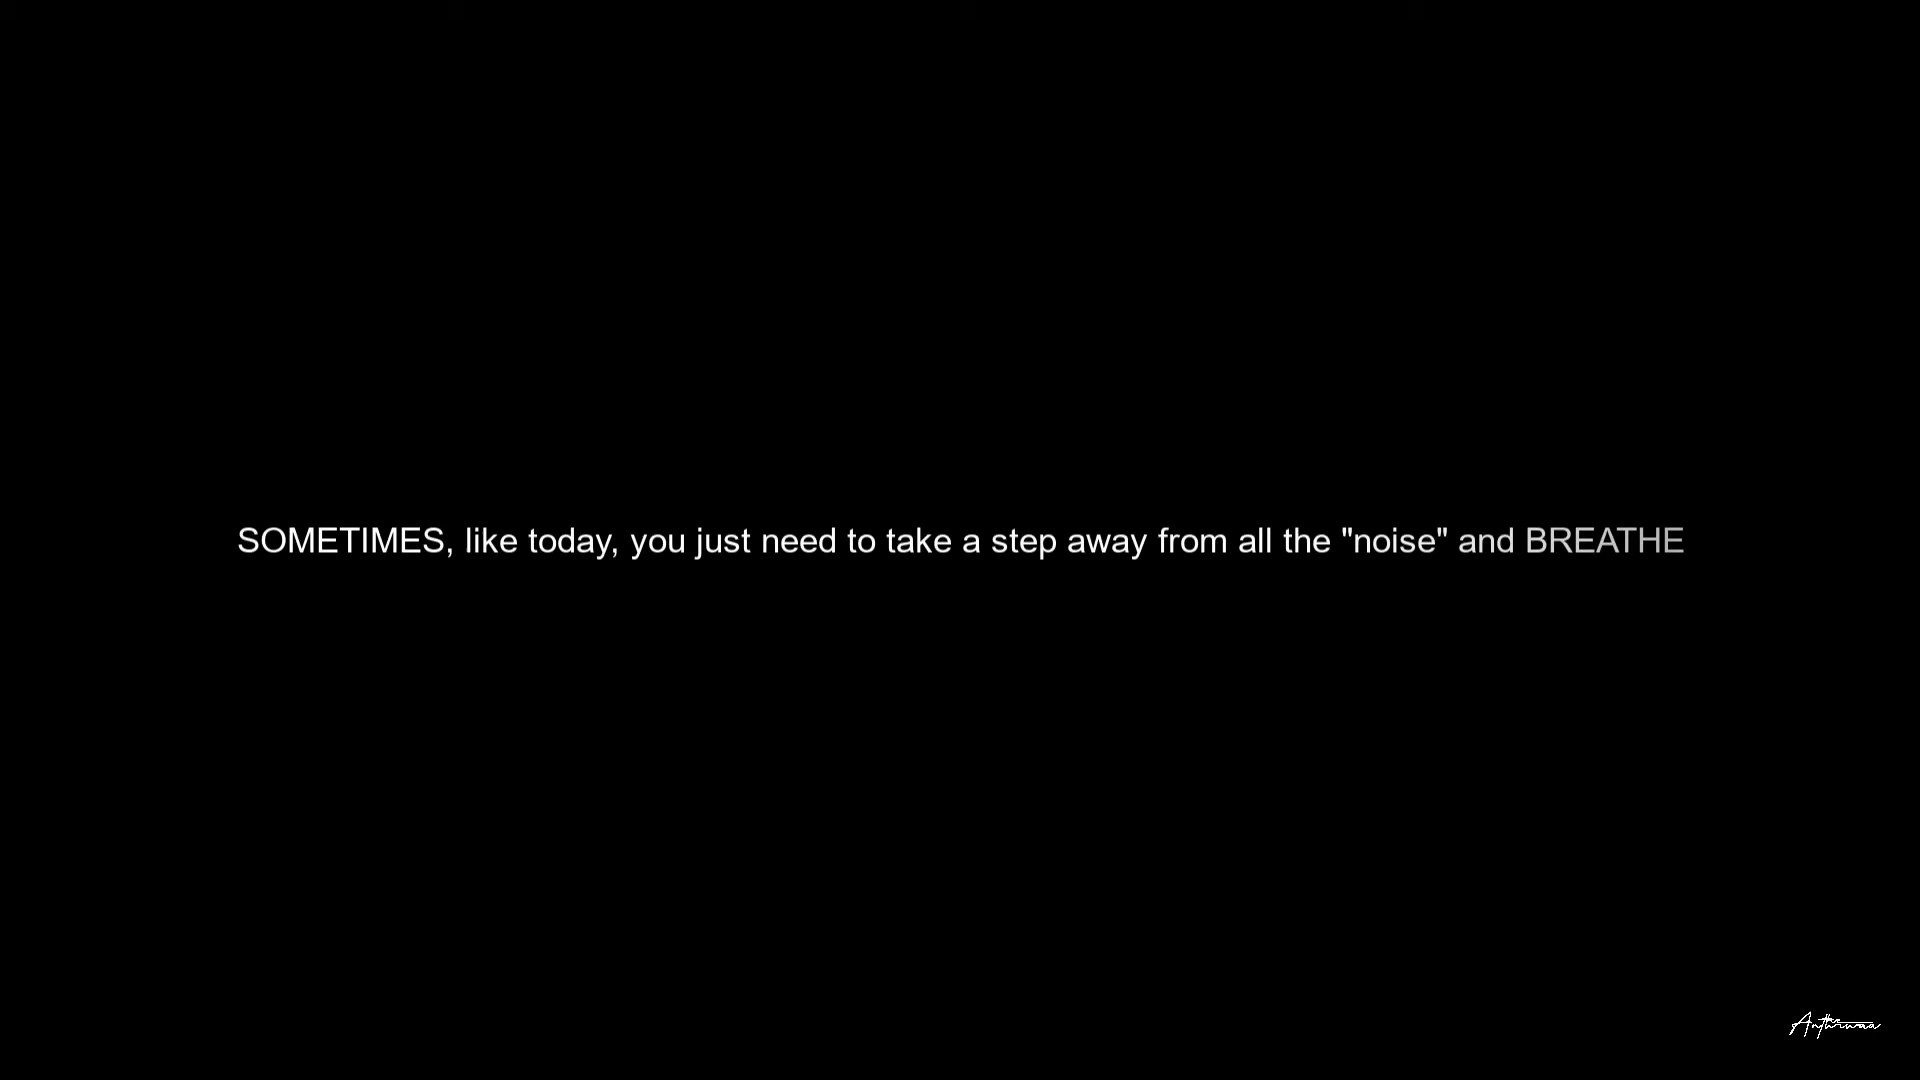 SOMETIMES, like today, you just need to take a step away from all the "noise" and BREATHE